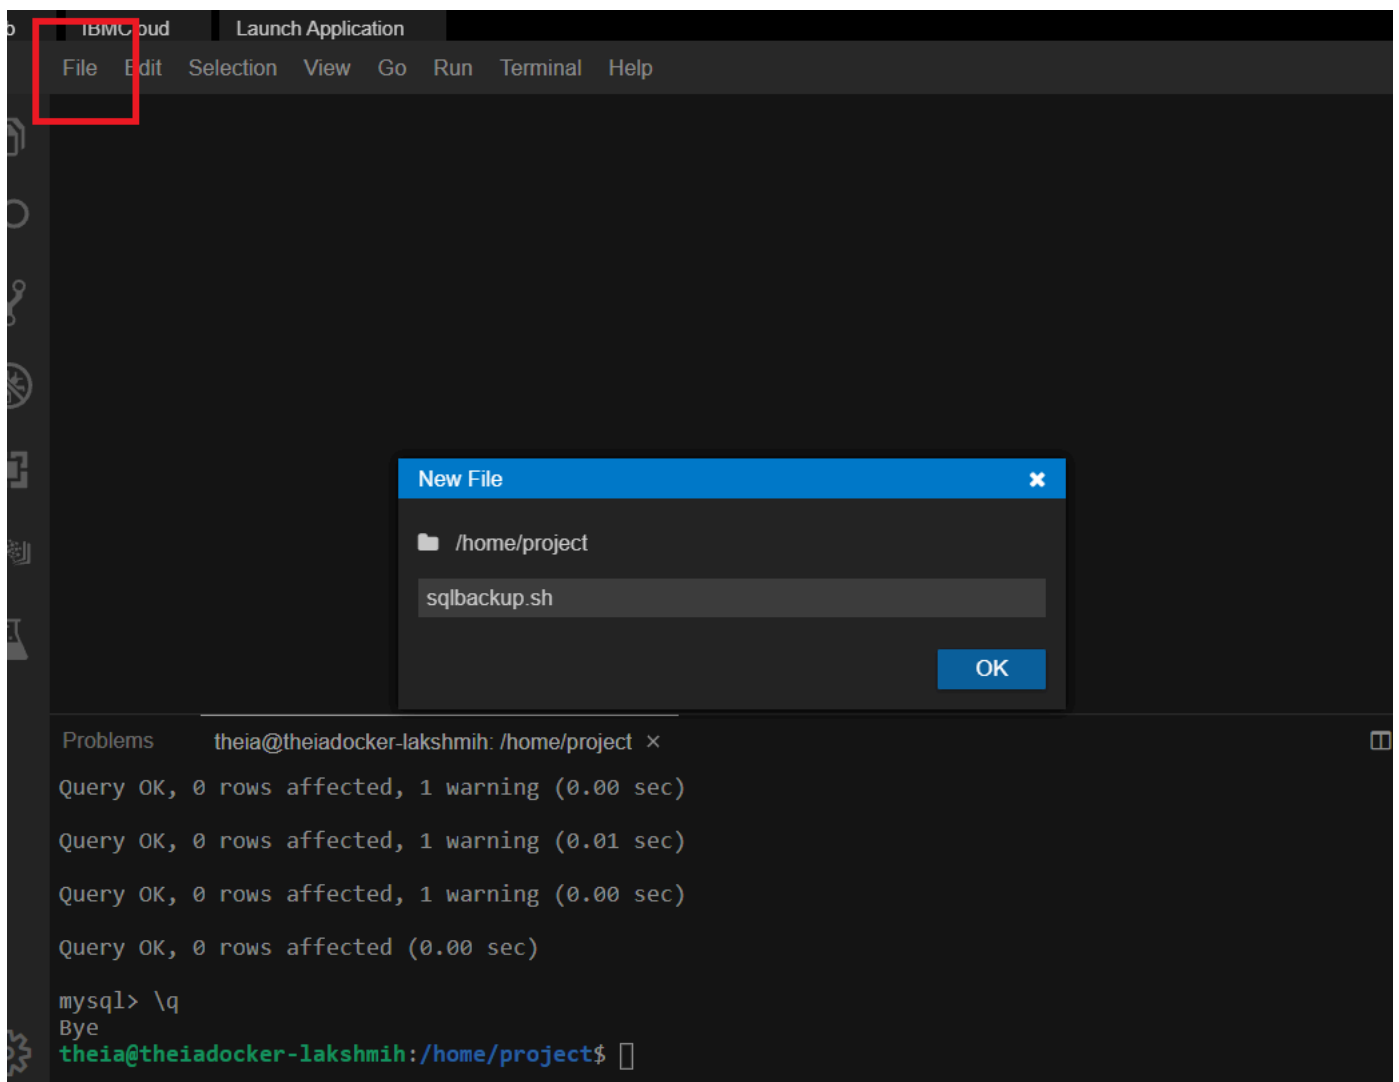 IBMCloud Launch Application
File Edit Selection View Go Run Terminal Help
New File
/home/project
sqlbackup.sh
OK
Problems theia@theiadocker-lakshmih: /home/project ×
Query OK, 0 rows affected, 1 warning (0.00 sec)
Query OK, 0 rows affected, 1 warning (0.01 sec)
Query OK, 0 rows affected, 1 warning (0.00 sec)
Query OK, 0 rows affected (0.00 sec)
mysql> \q
Bye
theia@theiadocker-lakshmih:/home/project$